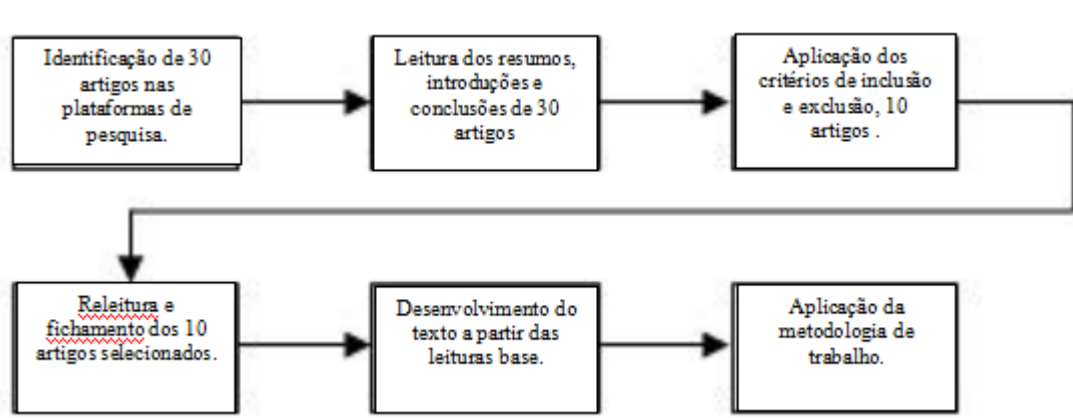 Identificação de 30
artigos nas
plataformas de
pesquisa.
Leitura dos resumos,
introduções e
conclusões de 30
artigos
Aplicação dos
critérios de inclusão
e exclusão, 10
artigos .
Releitura e
fichamento dos 10
artigos selecionados.
Desenvolvimento do
texto a partir das
leituras base.
Aplicação da
metodologia de
trabalho.